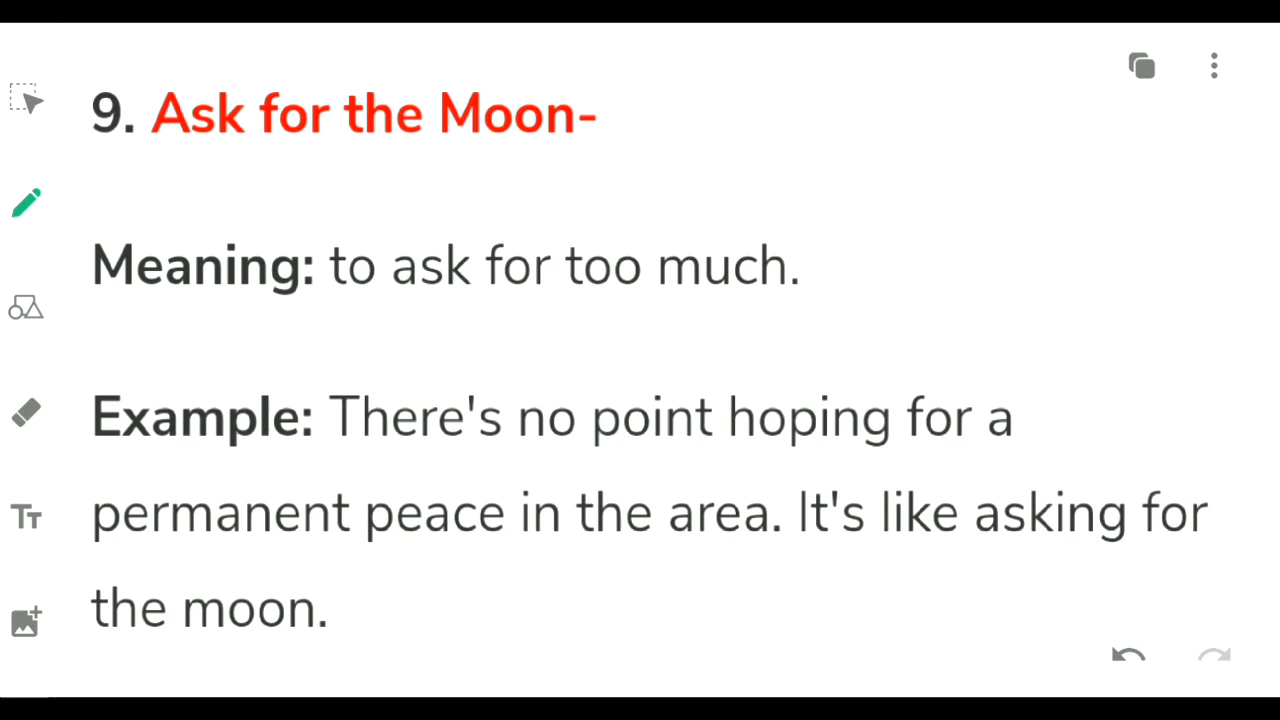 9. Ask for the Moon-
Meaning: to ask for too much.
Example: There's no point hoping for a
permanent peace in the area. It's like asking for
the moon.